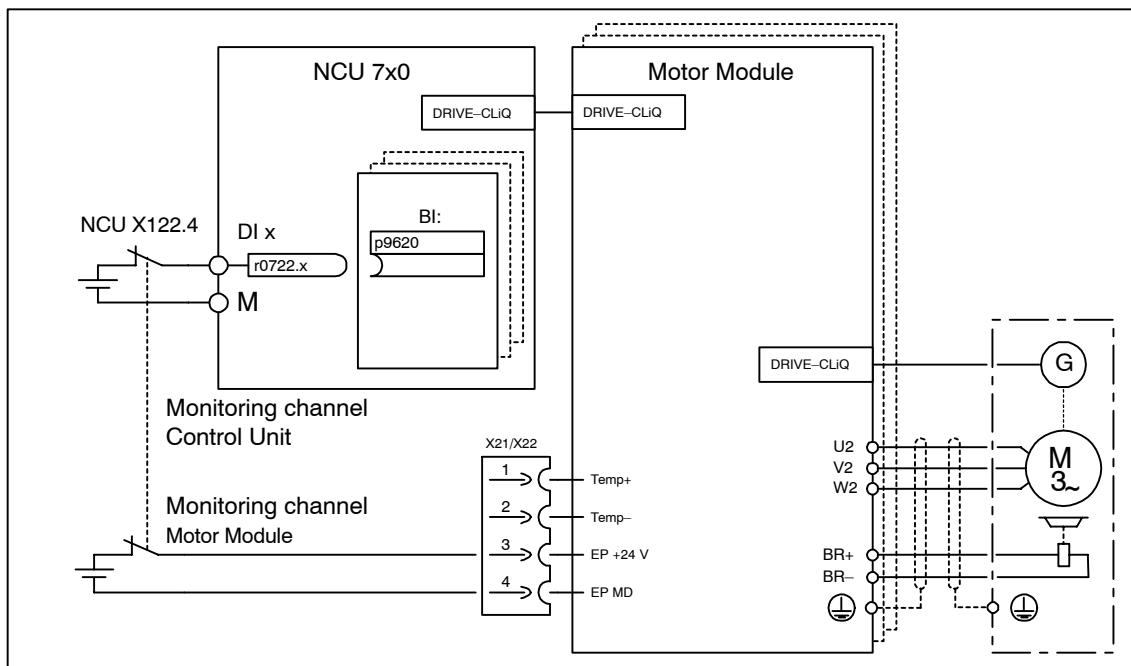 NCU 7x0
Motor Module
DRIVE–CLiQ
DRIVE–CLiQ
NCU X122.4
DI x
BI:
p9620
r0722.x
M
DRIVE–CLiQ
G
Monitoring channel
Control Unit
X21/X22
U2
V2
W2
M
3~
1
Temp+
2
Temp–
Monitoring channel
Motor Module
3
EP +24 V
4
EP MD
BR+
BR–